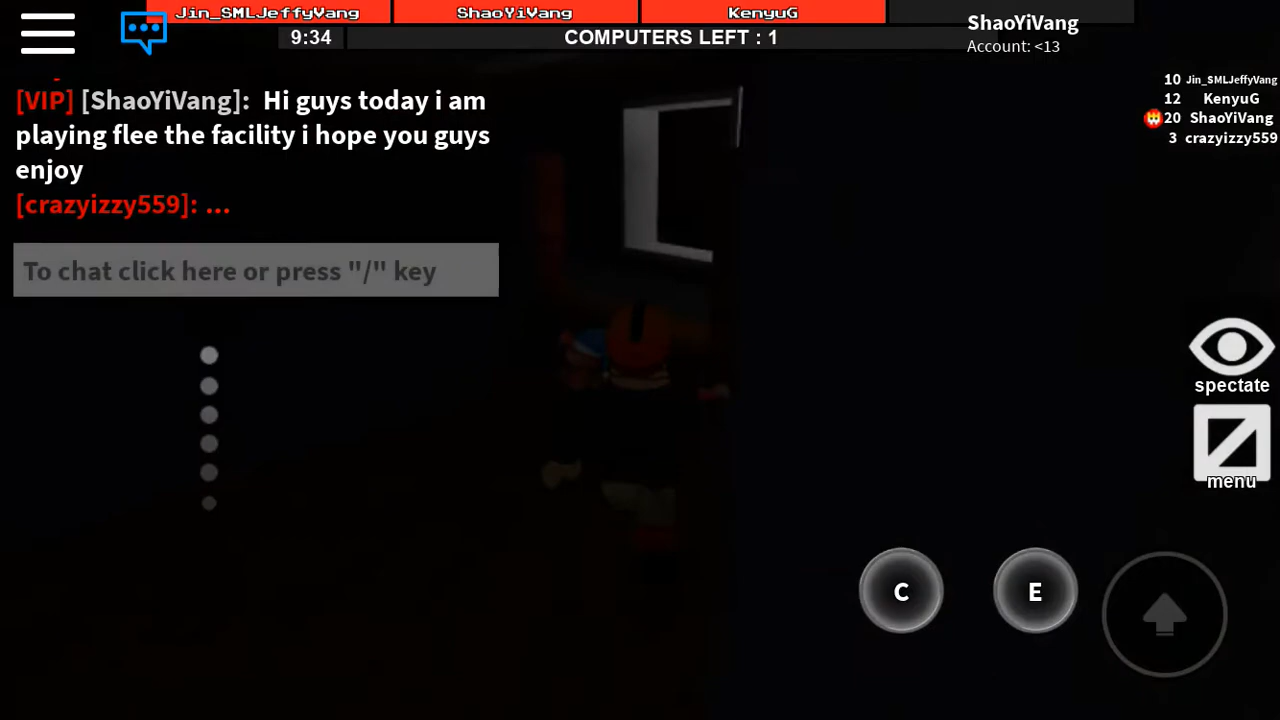 Jin_SMLJeffyVang
ShaoYiVang
KenyuG
9:34
COMPUTERS LEFT : 1
ShaoYiVang
Account: <13
[VIP] [ShaoYiVang]: Hi guys today i am
playing flee the facility i hope you guys
enjoy
[crazyizzy559]: ...
To chat click here or press "/" key
10 Jin_SMLJeffyVang
12 KenyuG
20 ShaoYiVang
3 crazyizzy559
spectate
menu
C
E